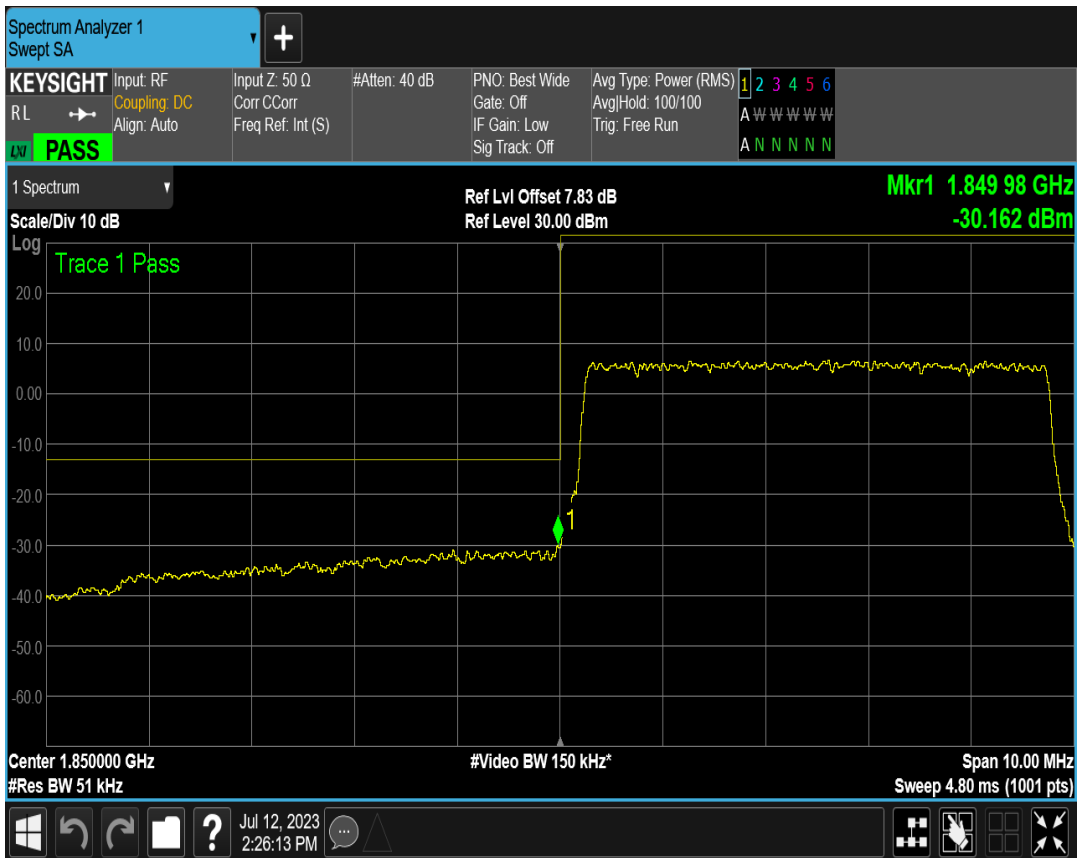 Spectrum Analyzer 1
Swept SA
+
KEYSIGHT
RL
LXI PASS
Input: RF
Coupling: DC
Align: Auto
Input Z: 50 Ω
Corr CCorr
Freq Ref: Int (S)
#Atten: 40 dB
PNO: Best Wide
Gate: Off
IF Gain: Low
Sig Track: Off
Avg Type: Power (RMS)
Avg|Hold: 100/100
Trig: Free Run
1 2 3 4 5 6
A W W W W W
A N N N N N
1 Spectrum
Scale/Div 10 dB
Log
Ref Lvl Offset 7.83 dB
Ref Level 30.00 dBm
Mkr1 1.849 98 GHz
-30.162 dBm
Trace 1 Pass
20.0
10.0
0.00
-10.0
-20.0
1
-30.0
-40.0
-50.0
-60.0
Center 1.850000 GHz
#Res BW 51 kHz
#Video BW 150 kHz*
Span 10.00 MHz
Sweep 4.80 ms (1001 pts)
?
Jul 12, 2023
2:26:13 PM